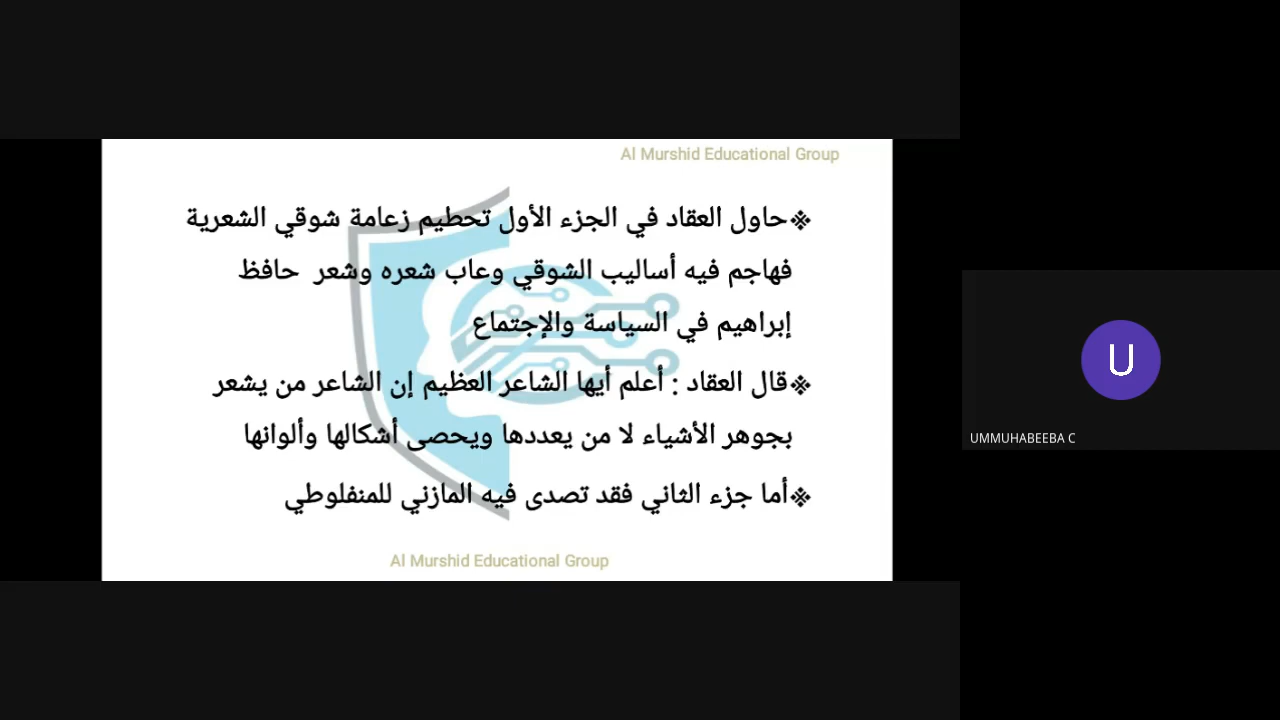 Al Murshid Educational Group
❖حاول العقاد في الجزء الأول تحطيم زعامة شوقي الشعرية
فهاجم فيه أساليب الشوقي وعاب شعره وشعر حافظ
إبراهيم في السياسة والإجتماع
❖قال العقاد : أعلم أيها الشاعر العظيم إن الشاعر من يشعر
بجوهر الأشياء لا من يعددها ويحصى أشكالها وألوانها
❖أما جزء الثاني فقد تصدى فيه المازني للمنفلوطي
Al Murshid Educational Group
U
UMMUHABEEBA C